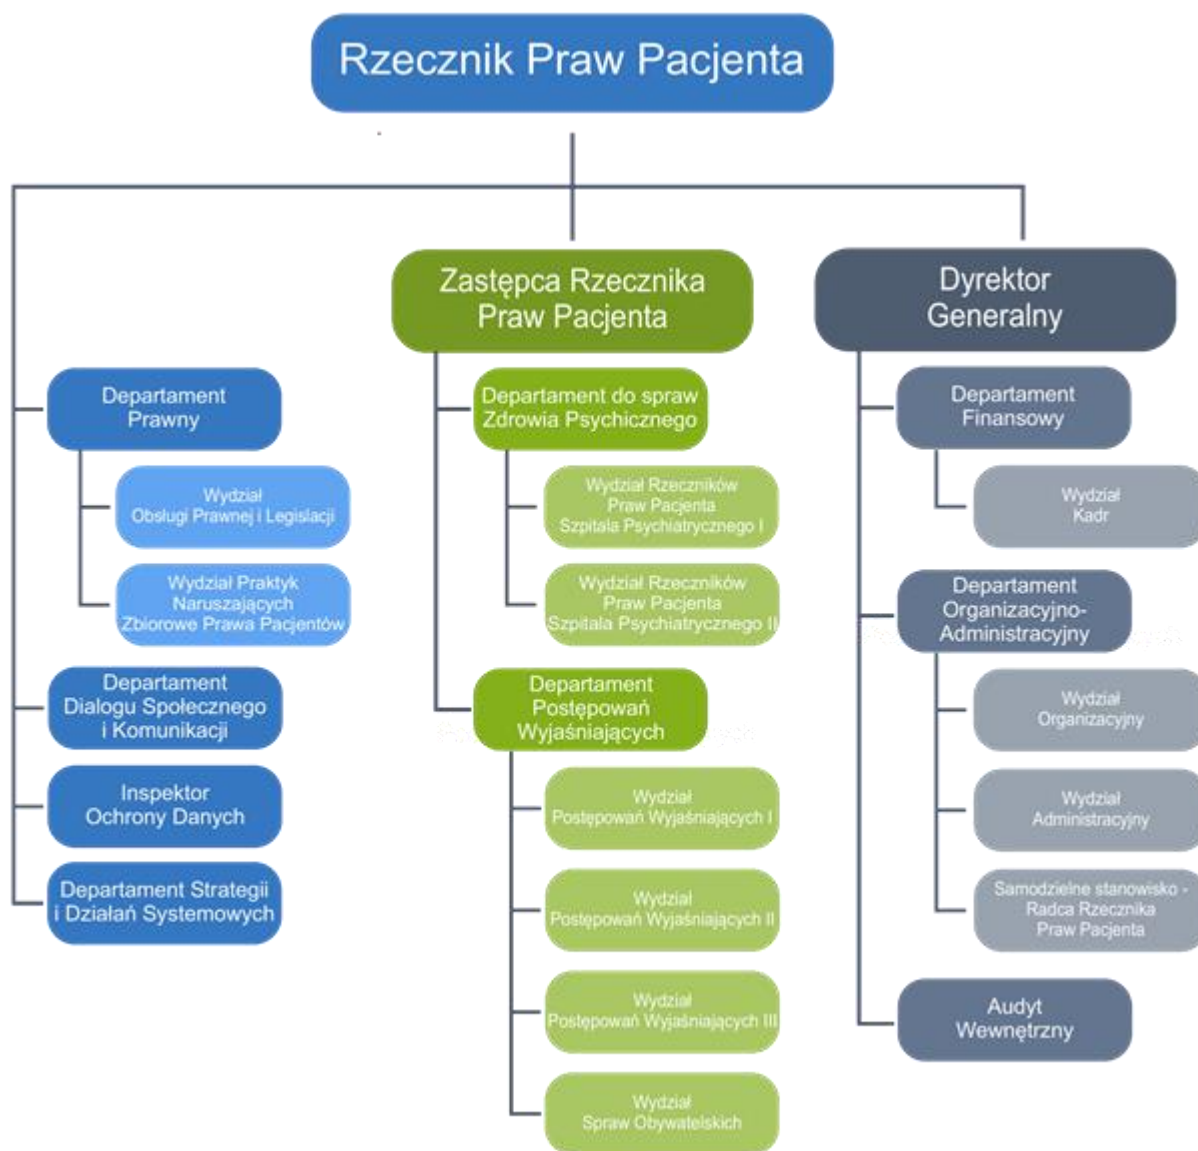 Rzecznik Praw Pacjenta
Departament
Prawny
Wydział
Obsługi Prawnej i Legislacji
Wydział Praktyk
Naruszających
Zbiorowe Prawa Pacjentów
Departament
Dialogu Społecznego
i Komunikacji
Inspektor
Ochrony Danych
Departament Strategii
i Działań Systemowych
Zastępca Rzecznika
Praw Pacjenta
Departament do spraw
Zdrowia Psychicznego
Wydział Rzeczników
Praw Pacjenta
Szpitala Psychiatrycznego I
Wydział Rzeczników
Praw Pacjenta
Szpitala Psychiatrycznego II
Departament
Postępowań
Wyjaśniających
Wydział
Postępowań Wyjaśniających I
Wydział
Postępowań Wyjaśniających II
Wydział
Postępowań Wyjaśniających III
Wydział
Spraw Obywatelskich
Dyrektor
Generalny
Departament
Finansowy
Wydział
Kadr
Departament
Organizacyjno-
Administracyjny
Wydział
Organizacyjny
Wydział
Administracyjny
Samodzielne stanowisko -
Radca Rzecznika
Praw Pacjenta
Audyt
Wewnętrzny